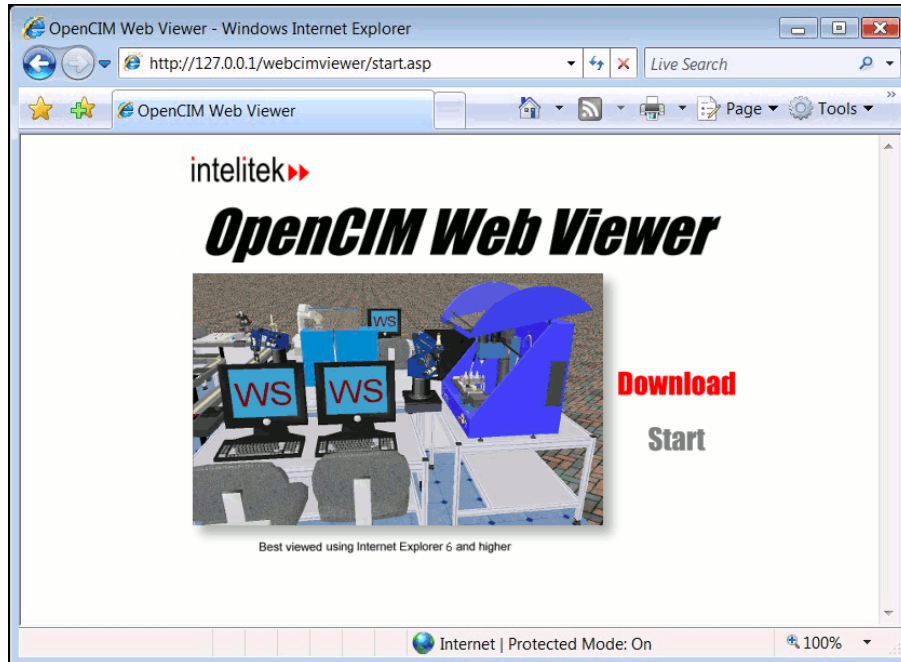 OpenCIM Web Viewer - Windows Internet Explorer
http://127.0.0.1/webcimviewer/start.asp
Live Search
OpenCIM Web Viewer
Page
Tools
intelitek
OpenCIM Web Viewer
WS
WS
WS
Download
Start
Best viewed using Internet Explorer 6 and higher
Internet | Protected Mode: On
100%